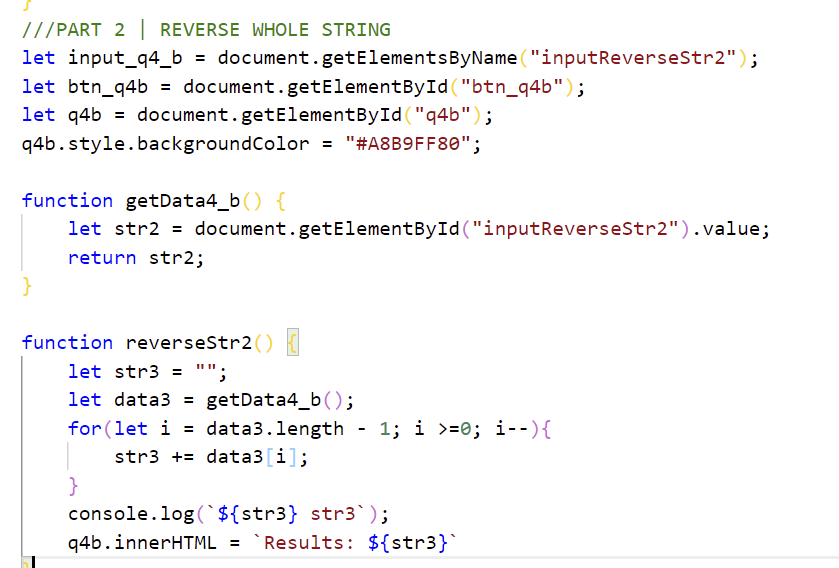 }
///PART 2 | REVERSE WHOLE STRING
let input_q4_b = document.getElementsByName("inputReverseStr2");
let btn_q4b = document.getElementById("btn_q4b");
let q4b = document.getElementById("q4b");
q4b.style.backgroundColor = "#A8B9FF80";
function getData4_b() {
let str2 = document.getElementById("inputReverseStr2").value;
return str2;
}
function reverseStr2() {
let str3 = "";
let data3 = getData4_b();
for(let i = data3.length - 1; i >=0; i--){
str3 += data3[i];
}
console.log(`${str3} str3`);
q4b.innerHTML = `Results: ${str3}`
}